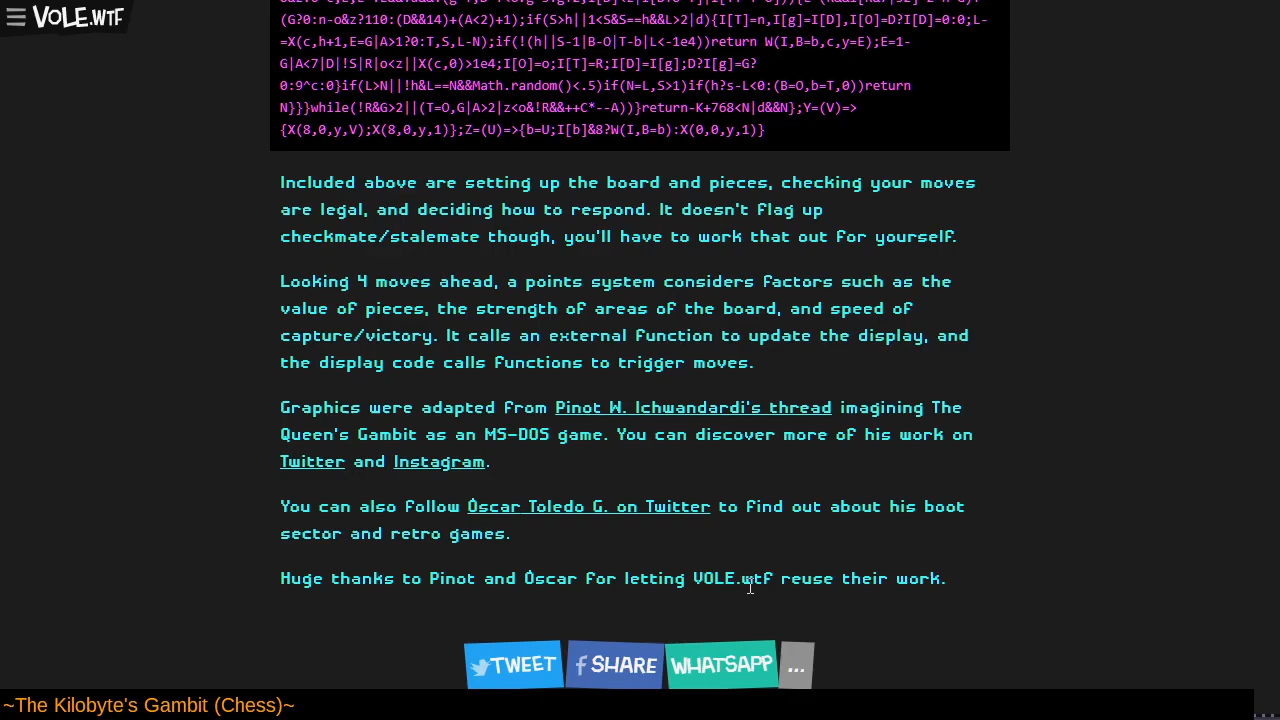 VOLE.WTF
(G?0:n-o&z?110:(D&&14)+(A<2)+1);if(S>h||1<S&S==h&&L>2|d){I[T]=n,I[g]=I[D],I[O]=D?I[D]=0:0;L-
=X(c,h+1,E=G|A>1?0:T,S,L-N);if(!(h||S-1|B-O|T-b|L<-1e4))return W(I,B=b,c,y=E);E=1-
G|A<7|D|!S|R|o<z||X(c,0)>1e4;I[O]=o;I[T]=R;I[D]=I[g];D?I[g]=G?
0:9^c:0}if(L>N||!h&L==N&&Math.random()<.5)if(N=L,S>1)if(h?s-L<0:(B=O,b=T,0))return
N}}}while(!R&G>2||(T=O,G|A>2|z<o&!R&&++C*--A))}return-K+768<N|d&&N};Y=(V)=>
{X(8,0,y,V);X(8,0,y,1)};Z=(U)=>{b=U;I[b]&8?W(I,B=b):X(0,0,y,1)}
Included above are setting up the board and pieces, checking your moves
are legal, and deciding how to respond. It doesn't flag up
checkmate/stalemate though, you'll have to work that out for yourself.
Looking 4 moves ahead, a points system considers factors such as the
value of pieces, the strength of areas of the board, and speed of
capture/victory. It calls an external function to update the display, and
the display code calls functions to trigger moves.
Graphics were adapted from Pinot W. Ichwandardi's thread imagining The
Queen's Gambit as an MS-DOS game. You can discover more of his work on
Twitter and Instagram.
You can also follow Óscar Toledo G. on Twitter to find out about his boot
sector and retro games.
Huge thanks to Pinot and Óscar for letting VOLE.wtf reuse their work.
TWEET SHARE WHATSAPP ...
~The Kilobyte's Gambit (Chess)~